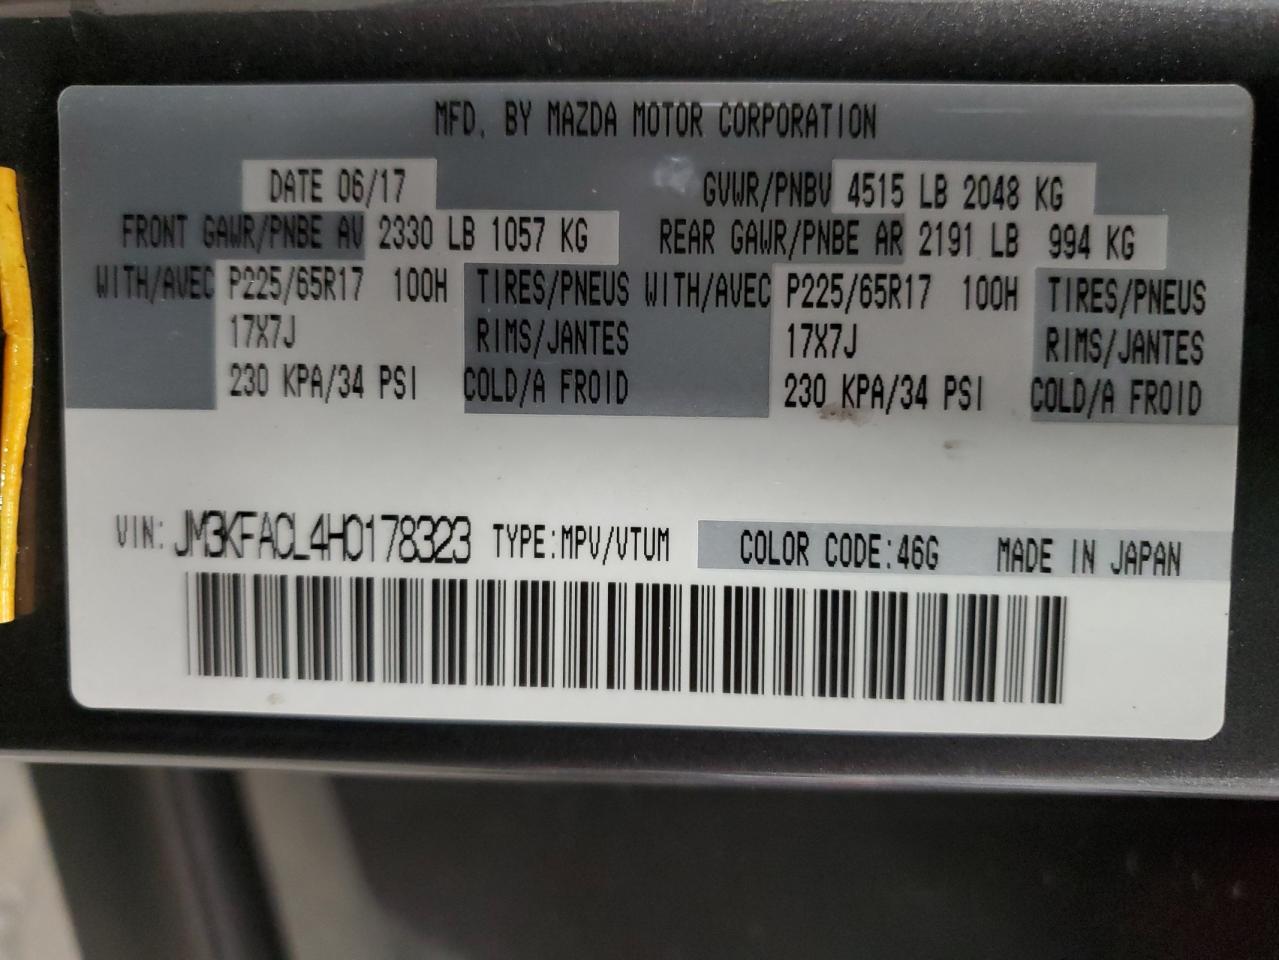 MFD. BY MAZDA MOTOR CORPORATION
DATE 06/17 GVWR/PNBV 4515 LB 2048 KG
FRONT GAWR/PNBE AV 2330 LB 1057 KG REAR GAWR/PNBE AR 2191 LB 994 KG
WITH/AVEC P225/65R17 100H TIRES/PNEUS WITH/AVEC P225/65R17 100H TIRES/PNEUS
17X7J RIMS/JANTES 17X7J RIMS/JANTES
230 KPA/34 PSI COLD/A FROID 230 KPA/34 PSI COLD/A FROID
VIN: JM3KFACL4H0178323 TYPE:MPV/VTUM COLOR CODE:46G MADE IN JAPAN